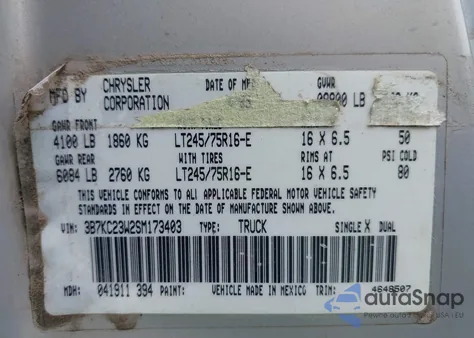 MFD BY CHRYSLER CORPORATION DATE OF MF GVWR LB
GAWR FRONT
4100 LB 1860 KG LT245/75R16-E 16 X 6.5 50
GAWR REAR WITH TIRES RIMS AT PSI COLD
6084 LB 2760 KG LT245/75R16-E 16 X 6.5 80
THIS VEHICLE CONFORMS TO ALL APPLICABLE FEDERAL MOTOR VEHICLE SAFETY
STANDARDS IN EFFECT ON THE DATE OF MANUFACTURE SHOWN ABOVE
VIN: 3B7KC23W2SM173403 TYPE: TRUCK SINGLE X DUAL
MDH: 041911 394 PAINT: VEHICLE MADE IN MEXICO TRIM: 4648507
autoSnap